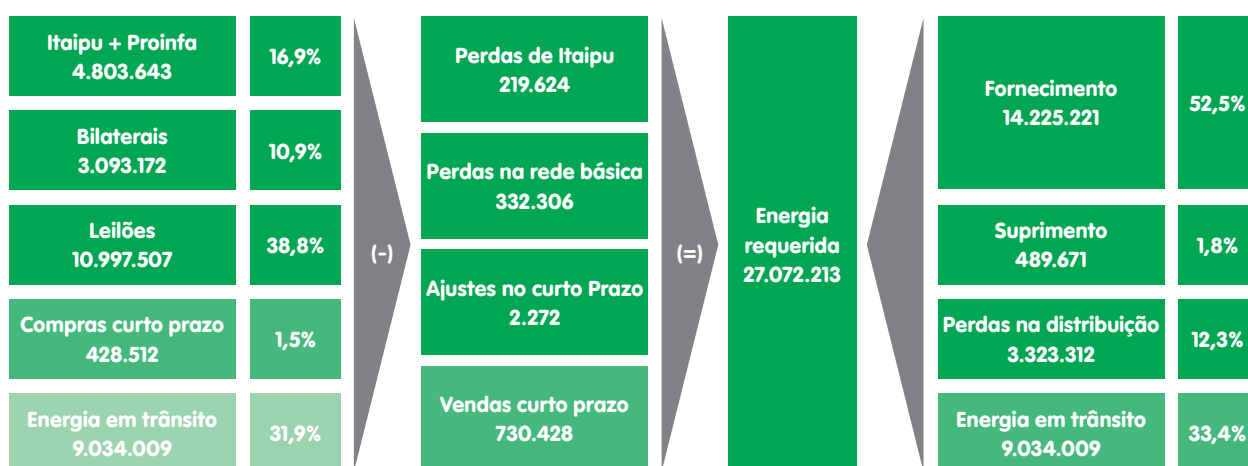 Itaipu + Proinfa
4.803.643
16,9%
Bilaterais
3.093.172
10,9%
Leilões
10.997.507
38,8%
Compras curto prazo
428.512
1,5%
Energia em trânsito
9.034.009
31,9%
(-)
Perdas de Itaipu
219.624
Perdas na rede básica
332.306
Ajustes no curto Prazo
2.272
Vendas curto prazo
730.428
(=)
Energia
requerida
27.072.213
Fornecimento
14.225.221
52,5%
Suprimento
489.671
1,8%
Perdas na distribuição
3.323.312
12,3%
Energia em trânsito
9.034.009
33,4%